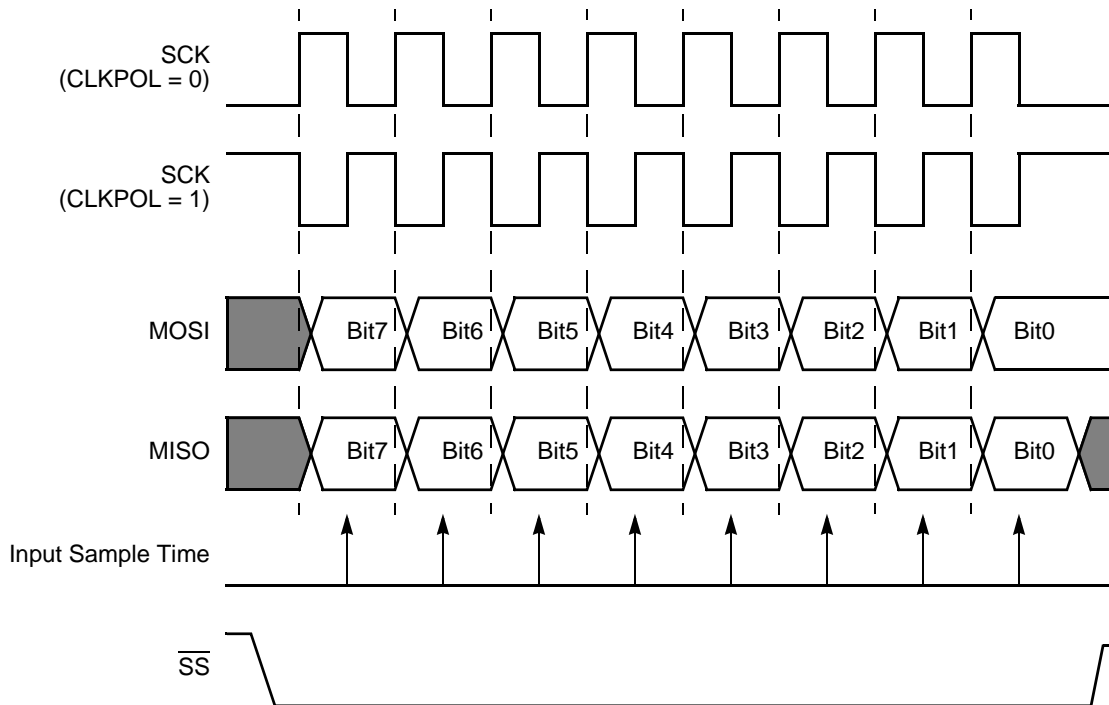 SCK
(CLKPOL = 0)
SCK
(CLKPOL = 1)
MOSI
Bit7 Bit6 Bit5 Bit4 Bit3 Bit2 Bit1 Bit0
MISO
Bit7 Bit6 Bit5 Bit4 Bit3 Bit2 Bit1 Bit0
Input Sample Time
SS